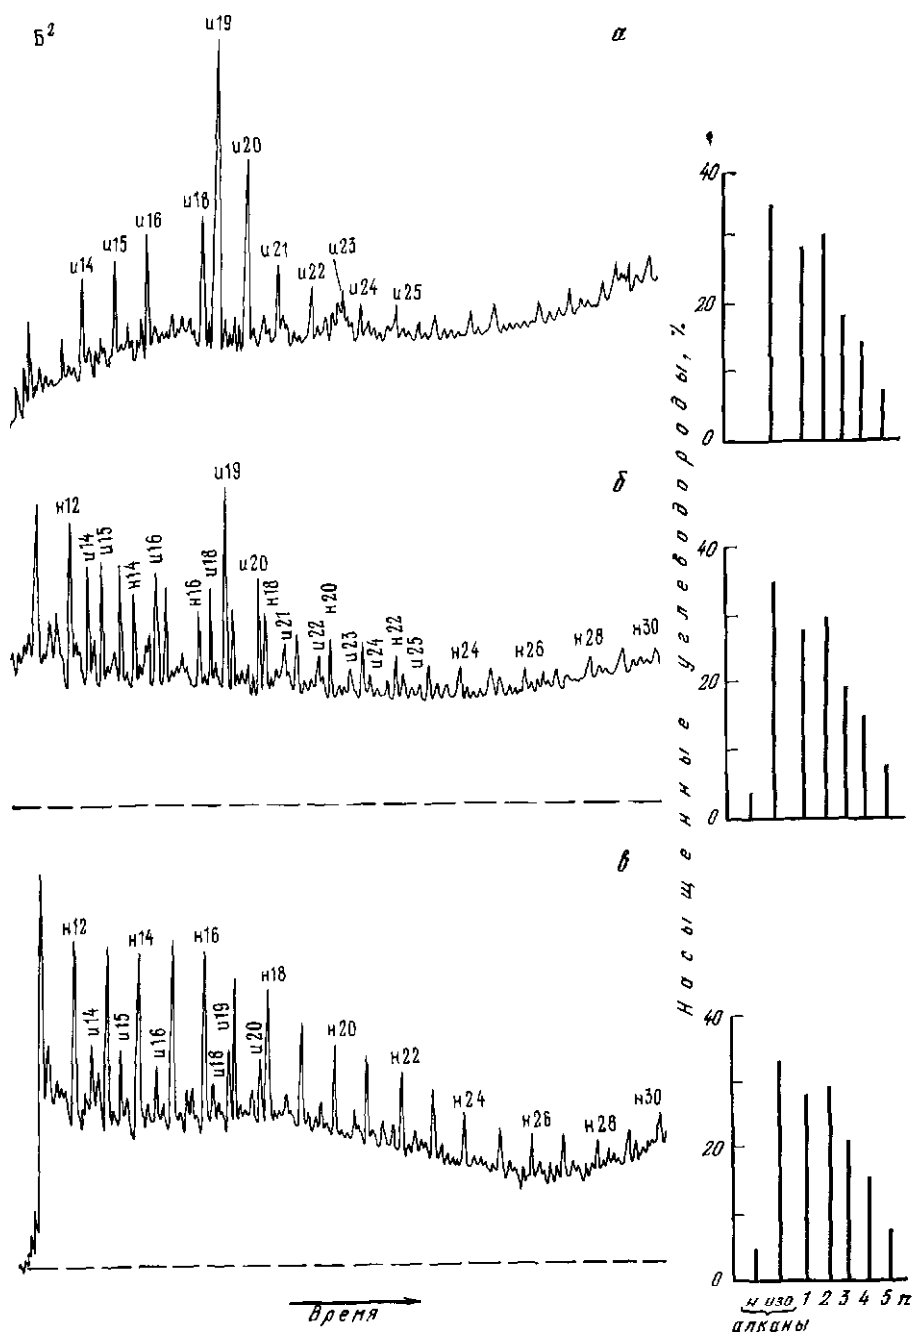 Б²
а
и14
и15
и16
и18
и19
и20
и21
и22
и23
и24
и25
40
20
0
б
н12
и14
и15
н14
и16
н16
и18
и19
и20
н18
и21
и22
н20
и23
и24
н22
и25
н24
н26
н28
н30
40
20
0
в
н12
и14
и15
н14
и16
н16
и18
и19
и20
н18
н20
н22
н24
н26
н28
н30
40
20
0
Насыщенные углеводороды, %
Время
н изо 1 2 3 4 5 n
алканы